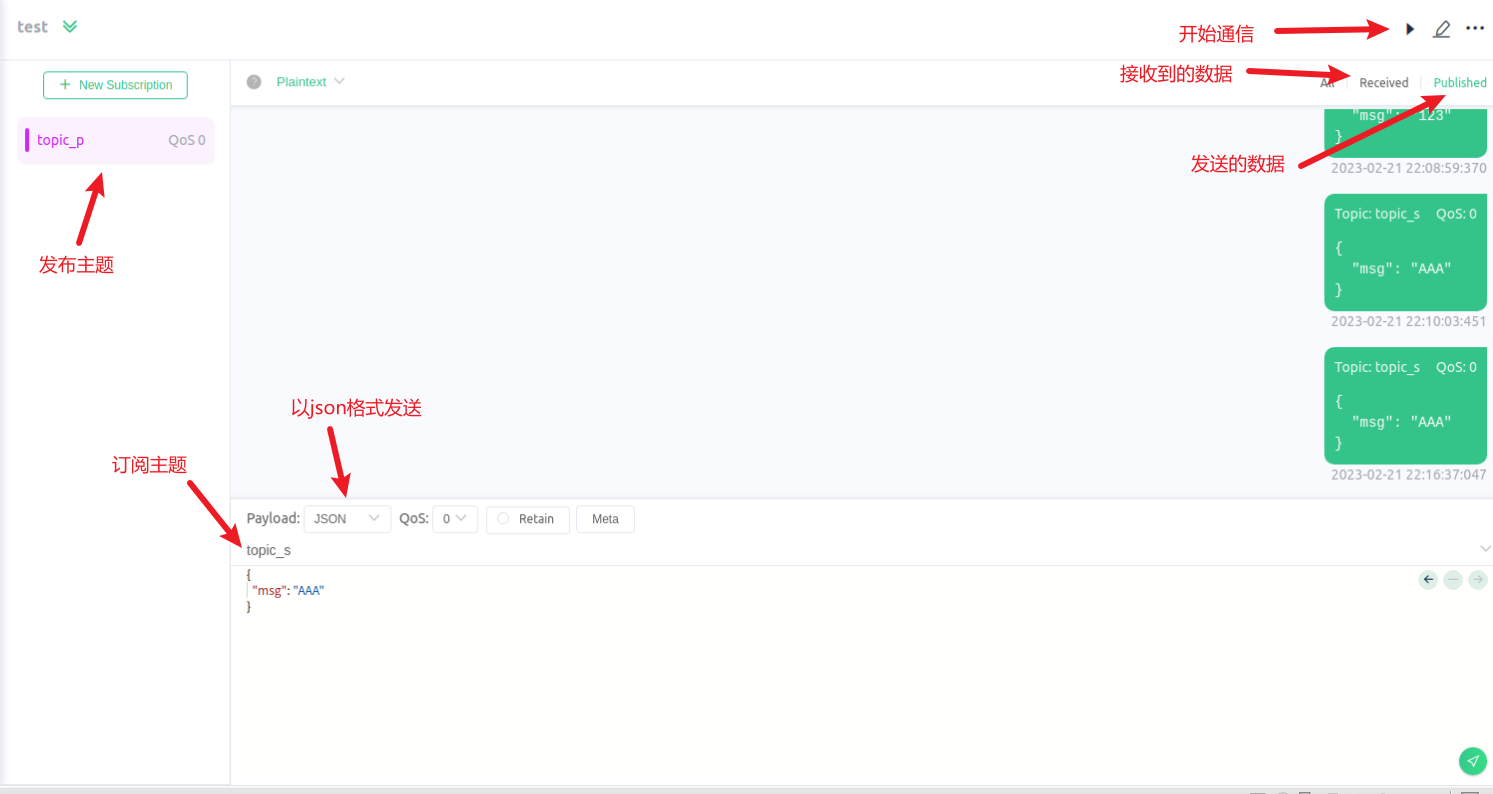 test
开始通信
接收到的数据
New Subscription
Plaintext
All
Received
Published
topic_p
QoS 0
发布主题
发送的数据
"msg": "123"
}
2023-02-21 22:08:59:370
Topic: topic_s QoS: 0
{
"msg": "AAA"
}
2023-02-21 22:10:03:451
Topic: topic_s QoS: 0
{
"msg": "AAA"
}
2023-02-21 22:16:37:047
以json格式发送
订阅主题
Payload: JSON QoS: 0 Retain Meta
topic_s
{
"msg": "AAA"
}